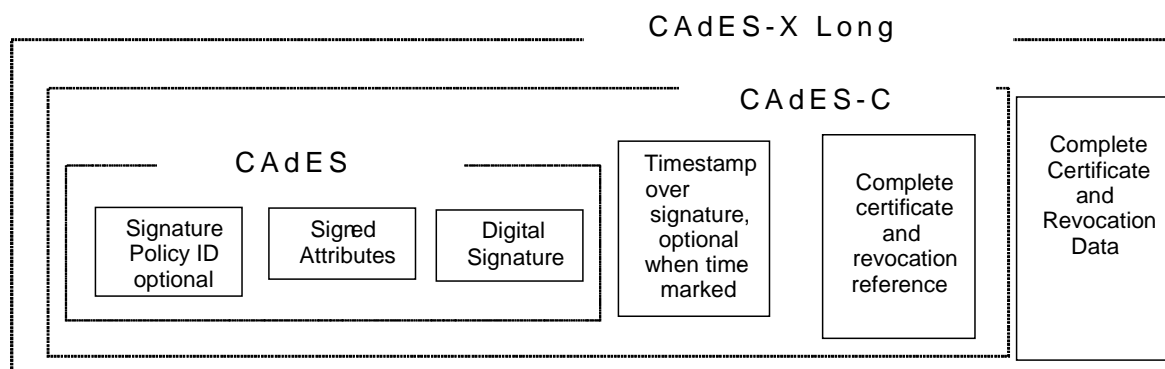 CAdES-X Long
CAdES-C
CAdES
Signature
Policy ID
optional
Signed
Attributes
Digital
Signature
Timestamp
over
signature,
optional
when time
marked
Complete
certificate
and
revocation
reference
Complete
Certificate
and
Revocation
Data